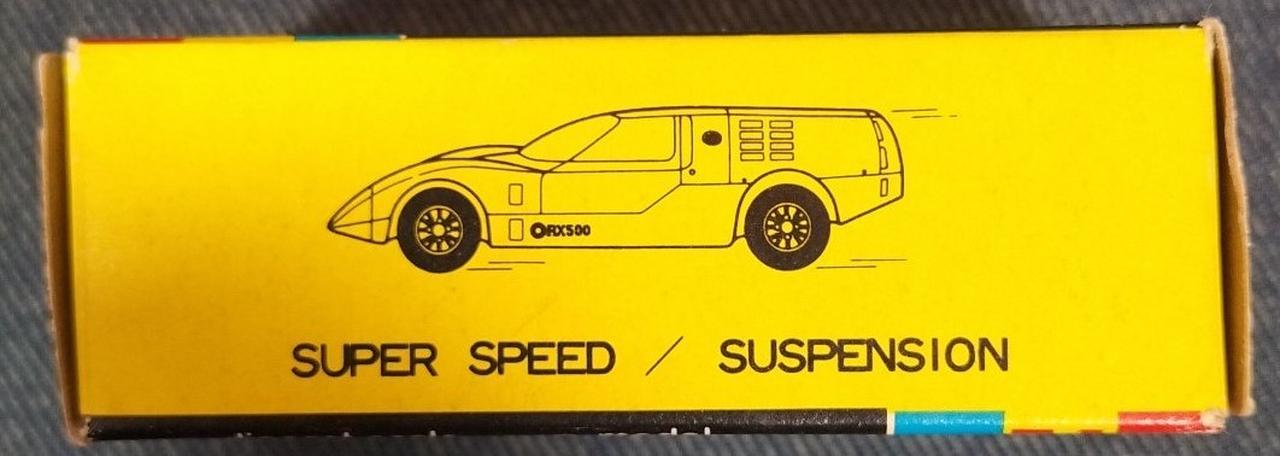 RX500
SUPER SPEED / SUSPENSION